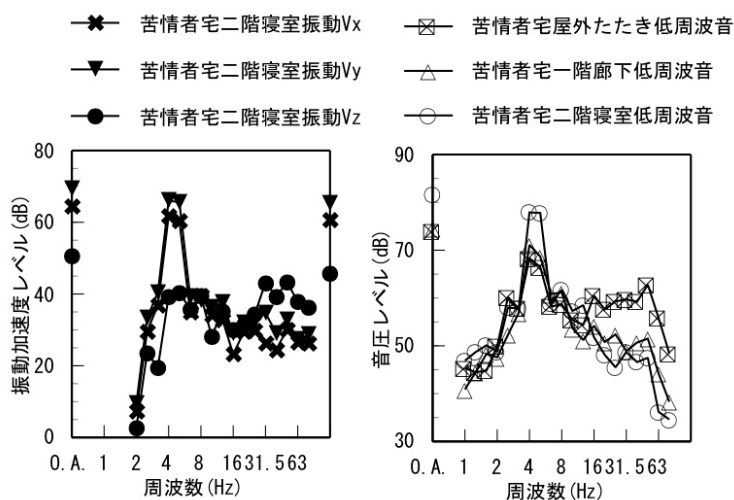 苦情者宅二階寝室振動Vx
苦情者宅二階寝室振動Vy
苦情者宅二階寝室振動Vz
80
60
40
20
0
振動加速度レベル(dB)
O.A. 1 2 4 8 1631.563
周波数(Hz)
苦情者宅屋外たたき低周波音
苦情者宅一階廊下低周波音
苦情者宅二階寝室低周波音
90
70
50
30
音圧レベル(dB)
O.A. 1 2 4 8 1631.563
周波数(Hz)